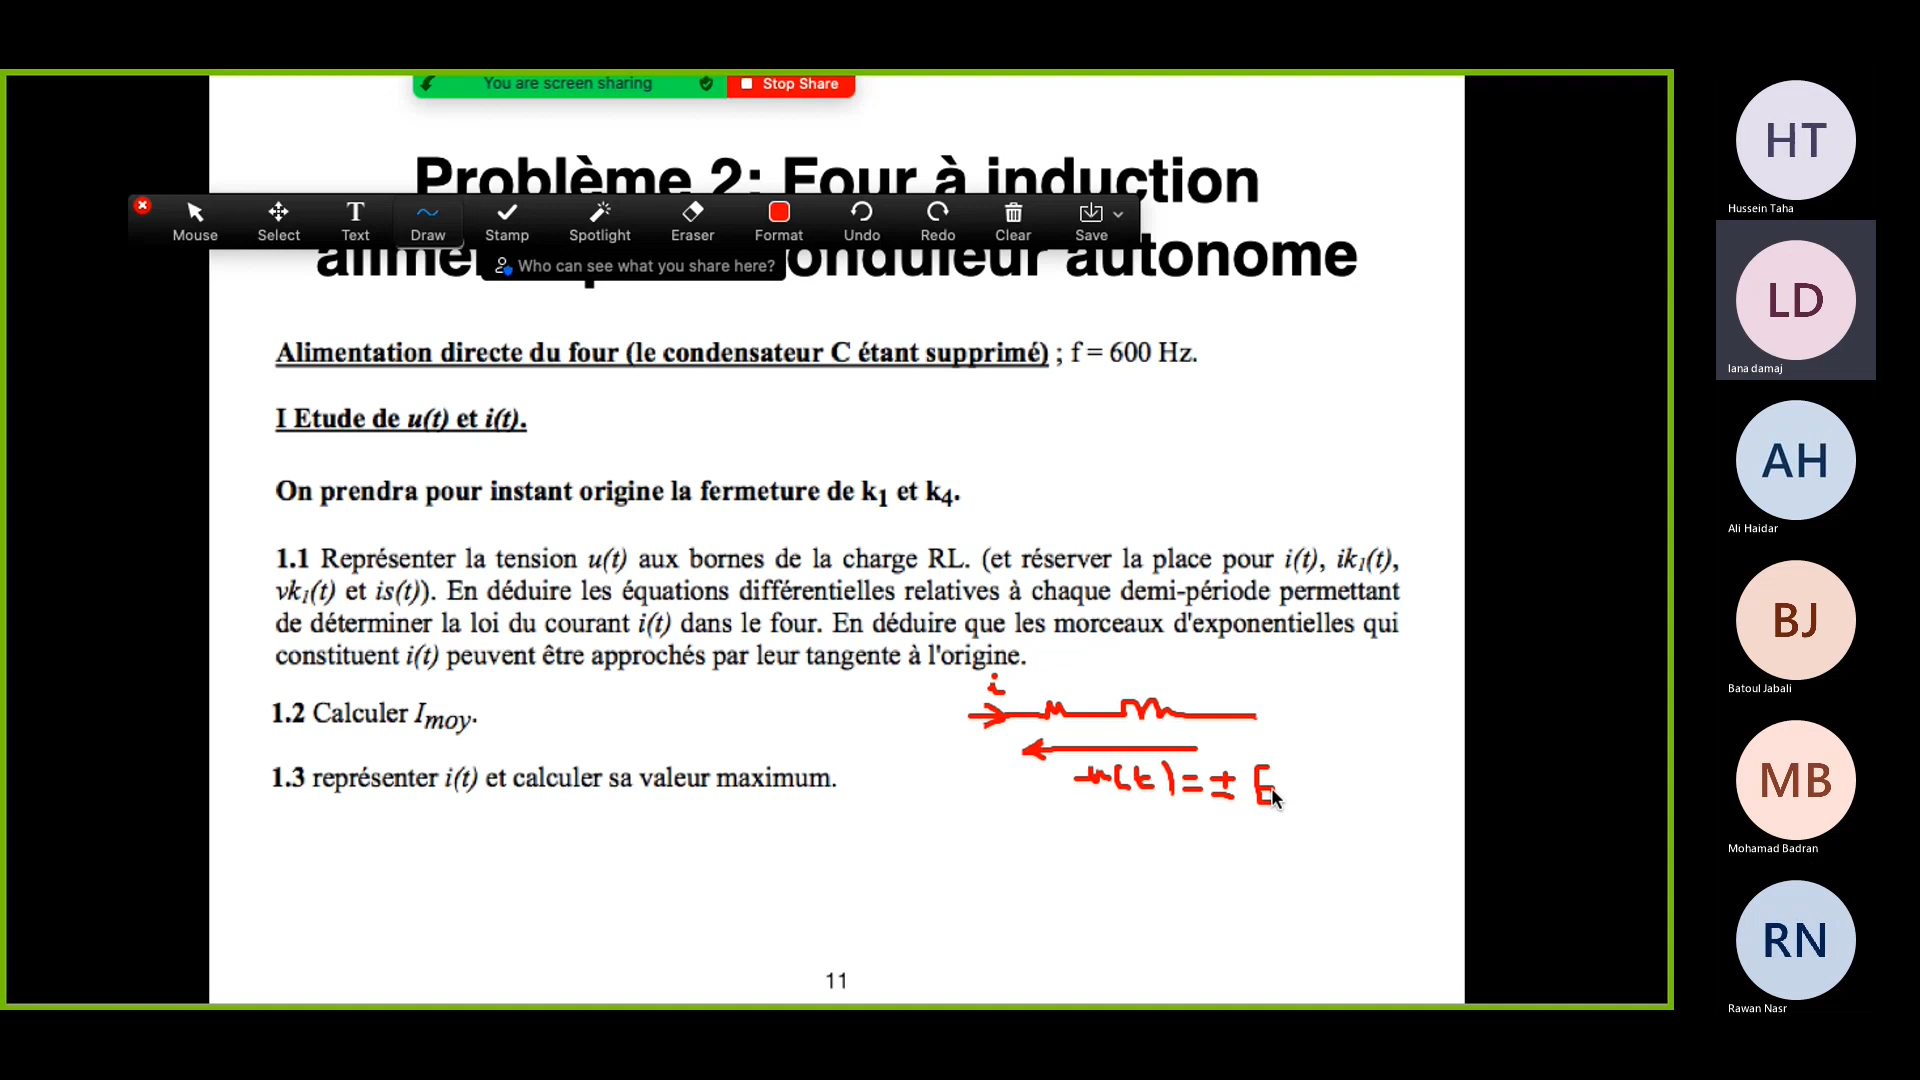 You are screen sharing
Stop Share
Problème 2: Four à induction
Mouse
Select
Text
Draw
Stamp
Spotlight
Eraser
Format
Undo
Redo
Clear
Save
onduleur autonome
Who can see what you share here?
Alimentation directe du four (le condensateur C étant supprimé) ; f = 600 Hz.
I Etude de u(t) et i(t).
On prendra pour instant origine la fermeture de k1 et k4.
1.1 Représenter la tension u(t) aux bornes de la charge RL. (et réserver la place pour i(t), ik1(t),
vk1(t) et is(t)). En déduire les équations différentielles relatives à chaque demi-période permettant
de déterminer la loi du courant i(t) dans le four. En déduire que les morceaux d'exponentielles qui
constituent i(t) peuvent être approchés par leur tangente à l'origine.
i
1.2 Calculer Imoy.
1.3 représenter i(t) et calculer sa valeur maximum.
u(t) = ± E
11
HT
Hussein Taha
LD
lana damaj
AH
Ali Haidar
BJ
Batoul Jabali
MB
Mohamad Badran
RN
Rawan Nasr